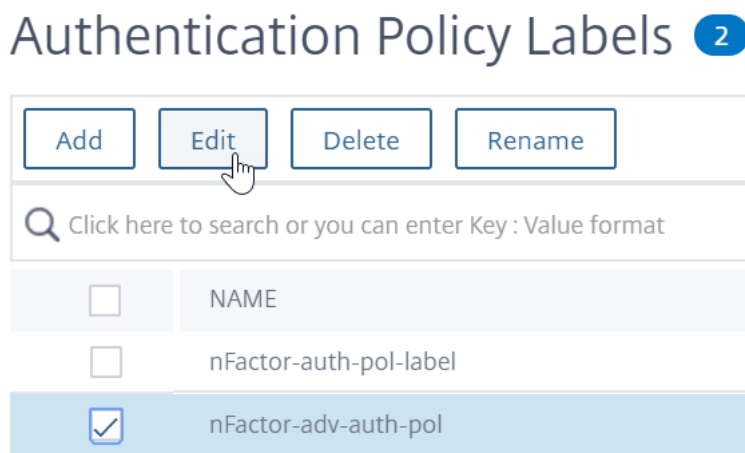 Authentication Policy Labels 2
Add Edit Delete Rename
Click here to search or you can enter Key : Value format
NAME
nFactor-auth-pol-label
nFactor-adv-auth-pol